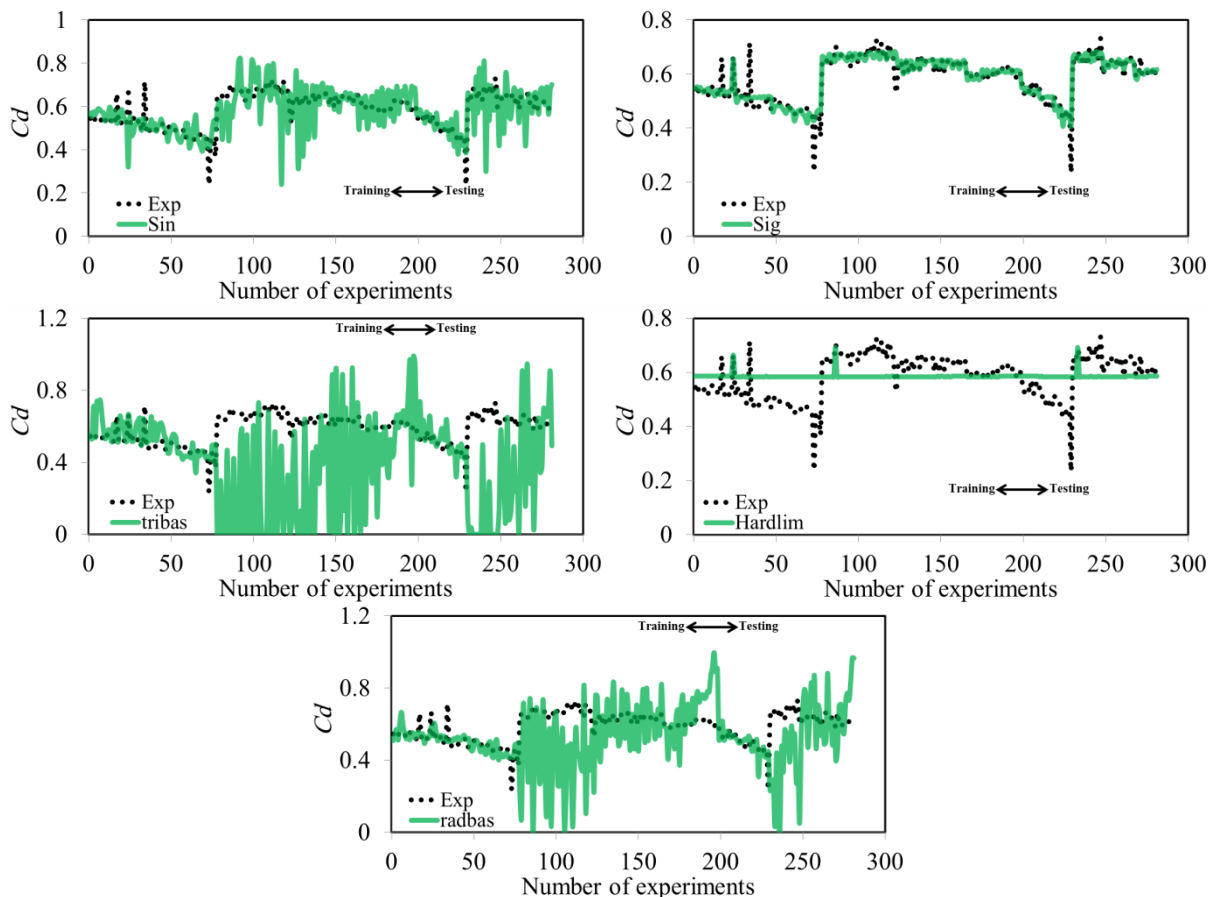 1
0.8
0.6
0.4
0.2
0
Cd
Training Testing
Exp
Sin
0 50 100 150 200 250 300
Number of experiments
0.8
0.6
0.4
0.2
0
Cd
Training Testing
Exp
Sig
0 50 100 150 200 250 300
Number of experiments
1.2
0.8
0.4
0
Cd
Training Testing
Exp
tribas
0 50 100 150 200 250 300
Number of experiments
0.8
0.6
0.4
0.2
0
Cd
Training Testing
Exp
Hardlim
0 50 100 150 200 250 300
Number of experiments
1.2
0.8
0.4
0
Cd
Training Testing
Exp
radbas
0 50 100 150 200 250 300
Number of experiments